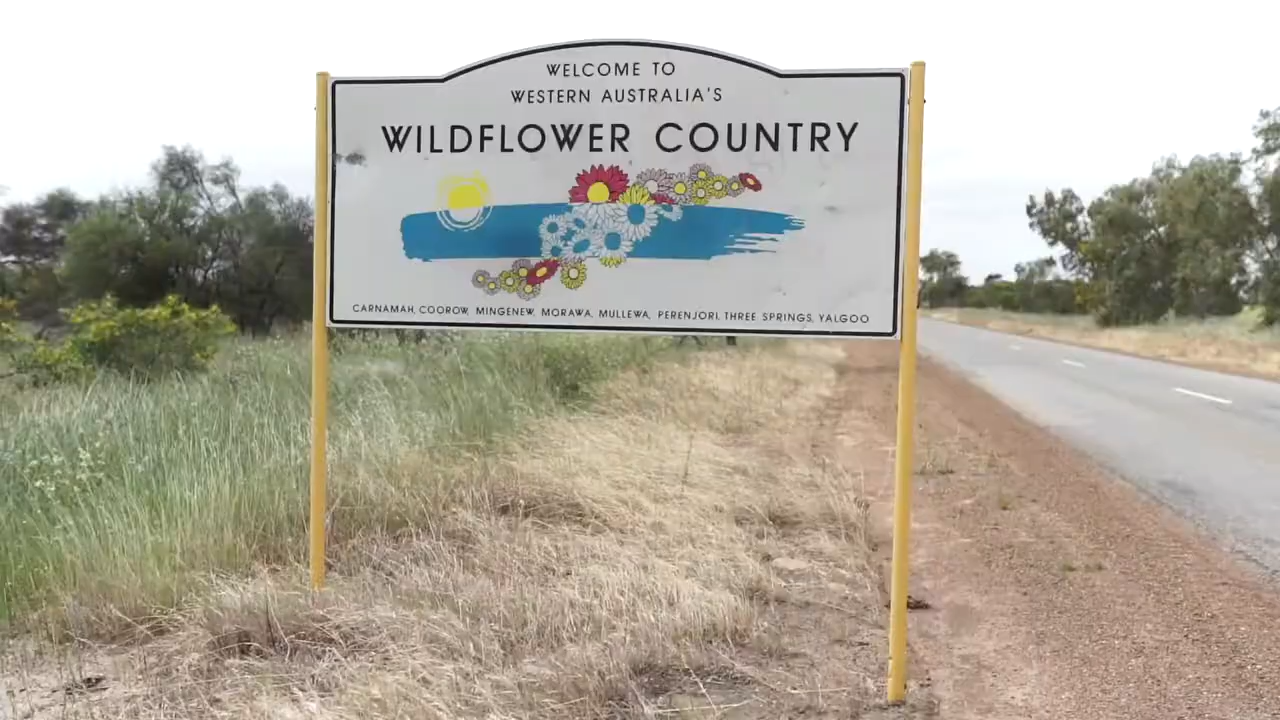 WELCOME TO
WESTERN AUSTRALIA'S
WILDFLOWER COUNTRY
CARNAMAH, COOROW, MINGENEW, MORAWA, MULLEWA, PERENJORI, THREE SPRINGS, YALGOO